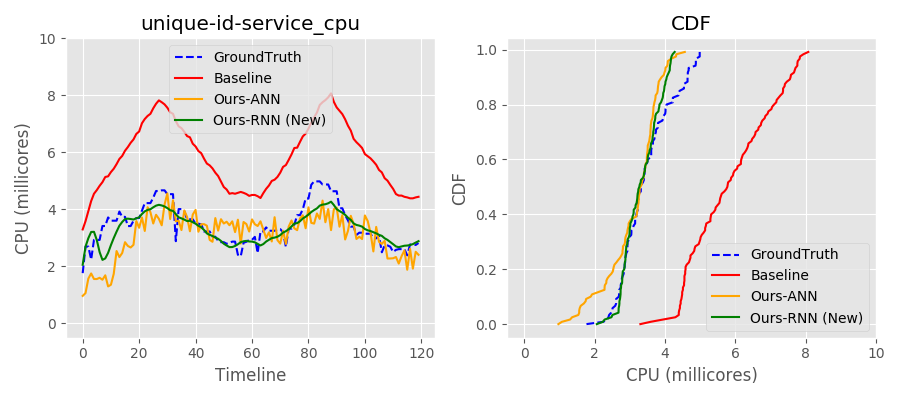 unique-id-service_cpu
10
8
6
4
2
0
CPU (millicores)
GroundTruth
Baseline
Ours-ANN
Ours-RNN (New)
0
20
40
60
80
100
120
Timeline
CDF
1.0
0.8
0.6
0.4
0.2
0.0
CDF
GroundTruth
Baseline
Ours-ANN
Ours-RNN (New)
0
2
4
6
8
10
CPU (millicores)